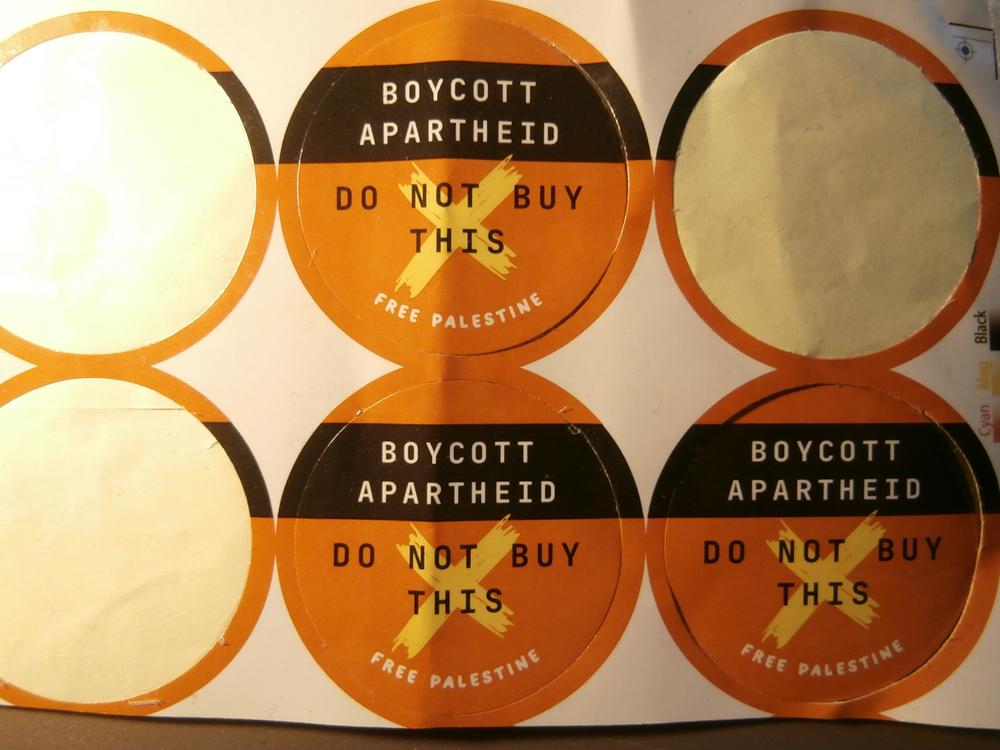 BOYCOTT
APARTHEID
DO NOT BUY
THIS
FREE PALESTINE
BOYCOTT
APARTHEID
DO NOT BUY
THIS
FREE PALESTINE
BOYCOTT
APARTHEID
DO NOT BUY
THIS
FREE PALESTINE
Cyan Mag Black